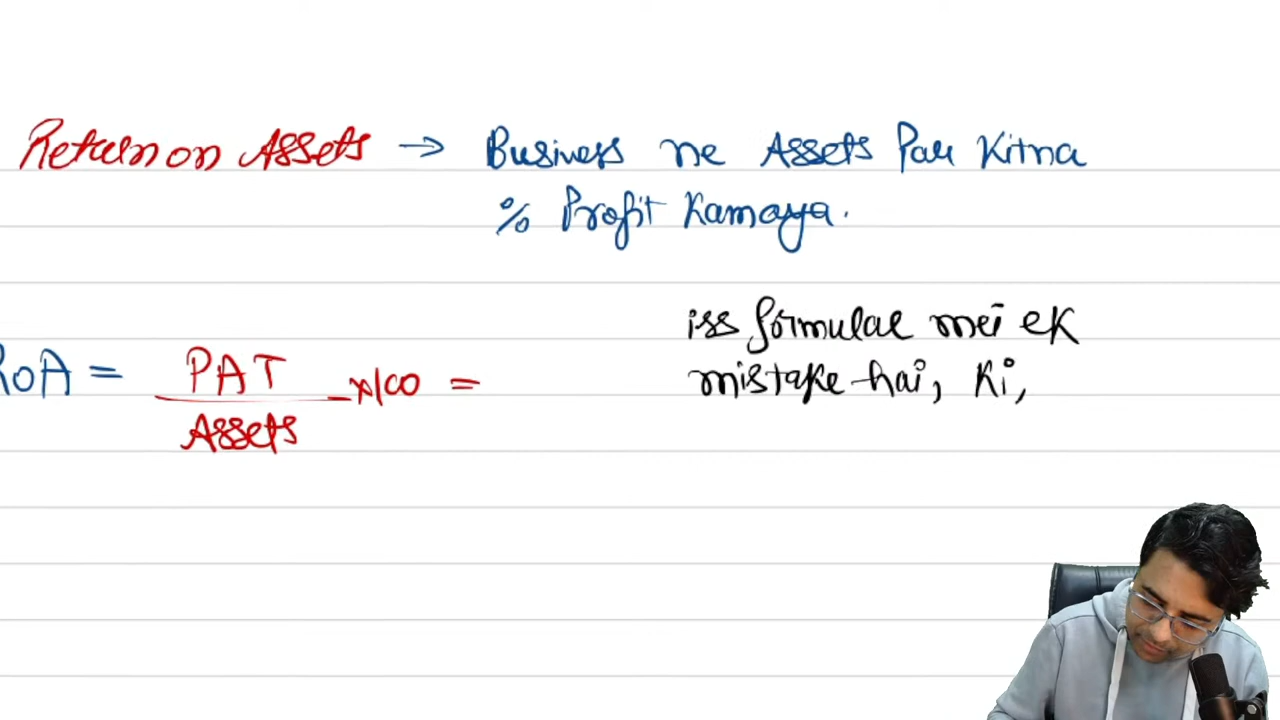 Return on Assets → Business ne Assets Par Kitna
% Profit Kamaya.
iss formulae mei ek
mistake hai, ki,
RoA = PAT / Assets x100 =